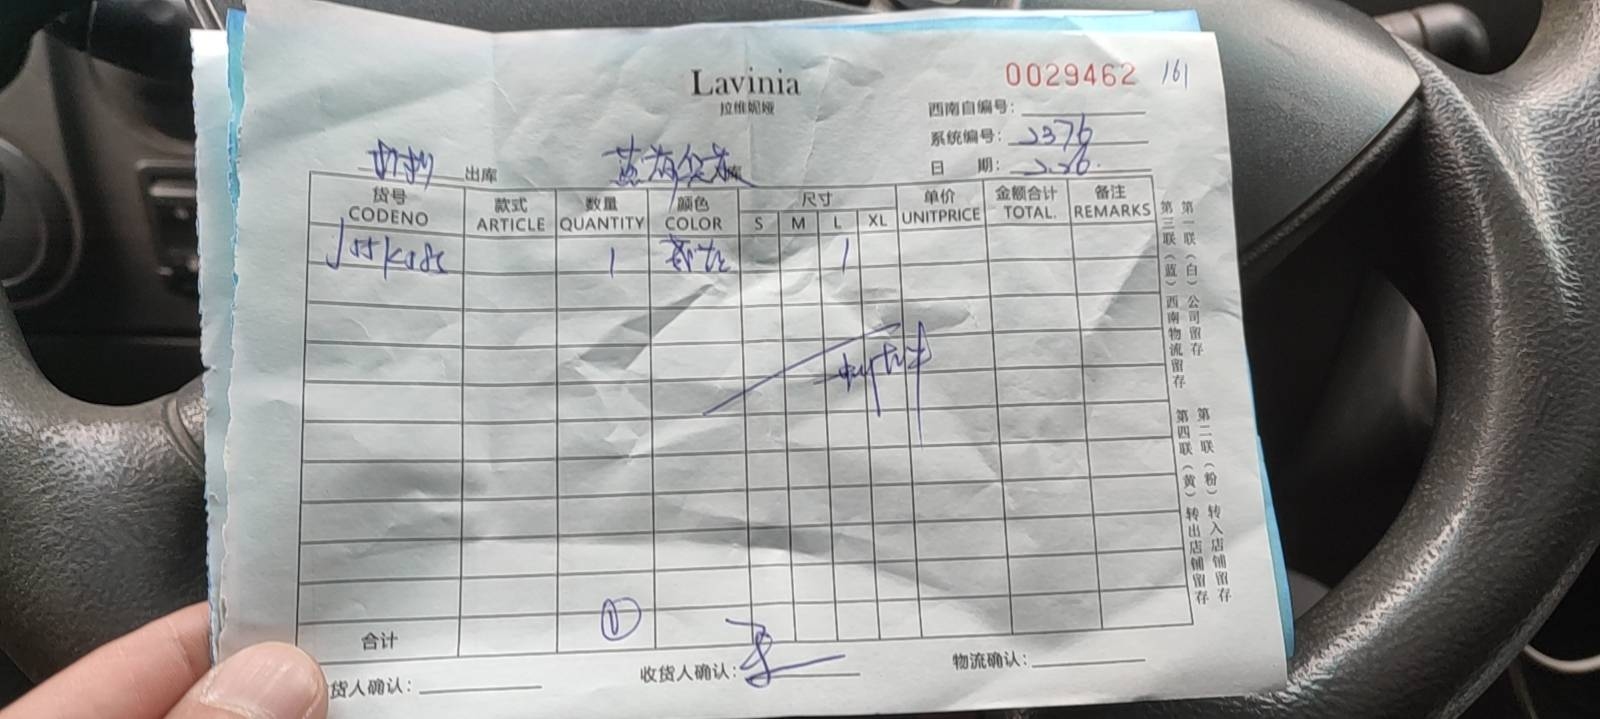 Lavinia
拉维妮娅
0029462 161
西南自编号:
系统编号: 2376
日 期: 2.26.
出库
库
货号 款式 数量 颜色 尺寸 单价 金额合计 备注
CODENO ARTICLE QUANTITY COLOR S M L XL UNITPRICE TOTAL. REMARKS
1 1
合计 1
货人确认:
收货人确认:
物流确认:
第一联(白)公司留存
第三联(蓝)西南物流留存
第二联(粉)转入店铺留存
第四联(黄)转出店铺留存